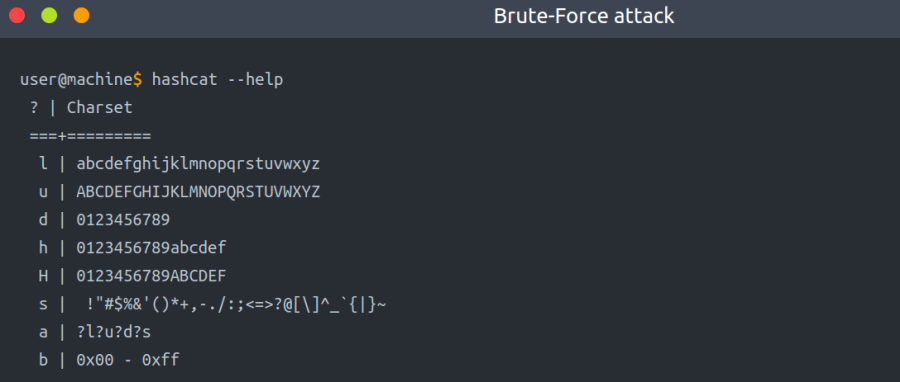 Brute-Force attack
user@machine$ hashcat --help
? | Charset
===+=========
l | abcdefghijklmnopqrstuvwxyz
u | ABCDEFGHIJKLMNOPQRSTUVWXYZ
d | 0123456789
h | 0123456789abcdef
H | 0123456789ABCDEF
s |  !"#$%&'()*+,-./:;<=>?@[\]^_`{|}~
a | ?l?u?d?s
b | 0x00 - 0xff